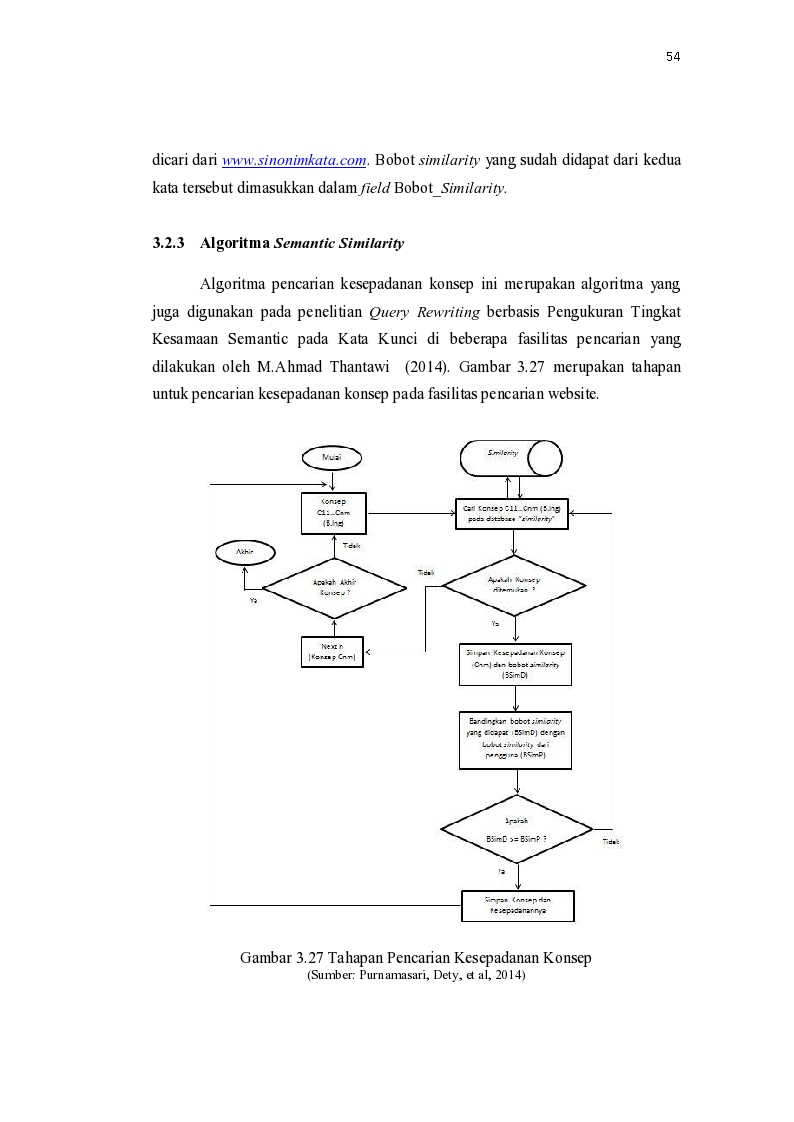 54
dicari dari www.sinonimkata.com. Bobot similarity yang sudah didapat dari kedua
kata tersebut dimasukkan dalam field Bobot_Similarity.
3.2.3 Algoritma Semantic Similarity
Algoritma pencarian kesepadanan konsep ini merupakan algoritma yang
juga digunakan pada penelitian Query Rewriting berbasis Pengukuran Tingkat
Kesamaan Semantic pada Kata Kunci di beberapa fasilitas pencarian yang
dilakukan oleh M.Ahmad Thantawi (2014). Gambar 3.27 merupakan tahapan
untuk pencarian kesepadanan konsep pada fasilitas pencarian website.
Mulai
Similarity
Konsep
C11...Cnm
(B.Ing)
Cari Konsep C11...Cnm (B.Ing)
pada database "similarity"
Tidak
Akhir
Apakah Akhir
Konsep ?
Ya
Tidak
Apakah Konsep
ditemukan ?
Ya
Next n
(Konsep Cnm)
Simpan Kesepadanan Konsep
(Cnm) dan bobot similarity
(BSimD)
Bandingkan bobot similarity
yang didapat (BSimD) dengan
bobot similarity dari
pengguna (BSimP)
Apakah
BSimD >= BSimP ?
Tidak
Ya
Simpan Konsep dan
Kesepadanannya
Gambar 3.27 Tahapan Pencarian Kesepadanan Konsep
(Sumber: Purnamasari, Dety, et al, 2014)